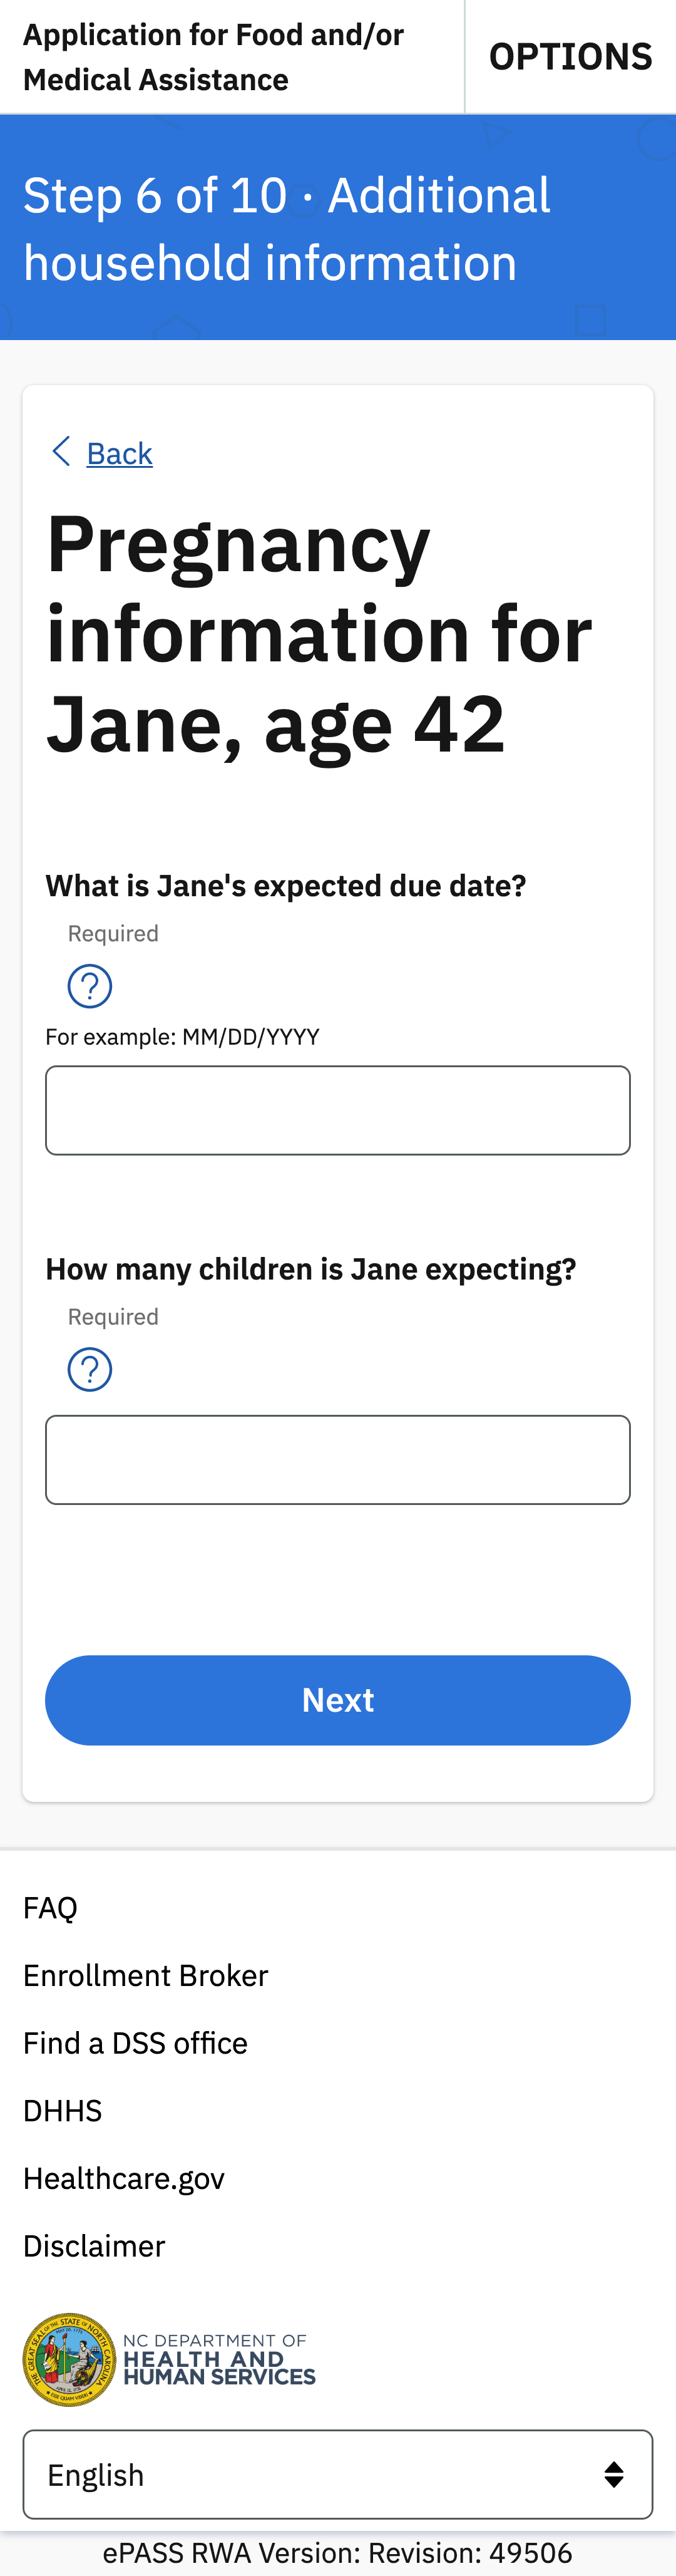 Application for Food and/or
Medical Assistance
OPTIONS
Step 6 of 10 · Additional
household information
Back
Pregnancy
information for
Jane, age 42
What is Jane's expected due date?
Required
?
For example: MM/DD/YYYY
How many children is Jane expecting?
Required
?
Next
FAQ
Enrollment Broker
Find a DSS office
DHHS
Healthcare.gov
Disclaimer
THE GREAT SEAL OF THE STATE OF NORTH CAROLINA
ESSE QUAM VIDERI
NC DEPARTMENT OF
HEALTH AND
HUMAN SERVICES
English
ePASS RWA Version: Revision: 49506